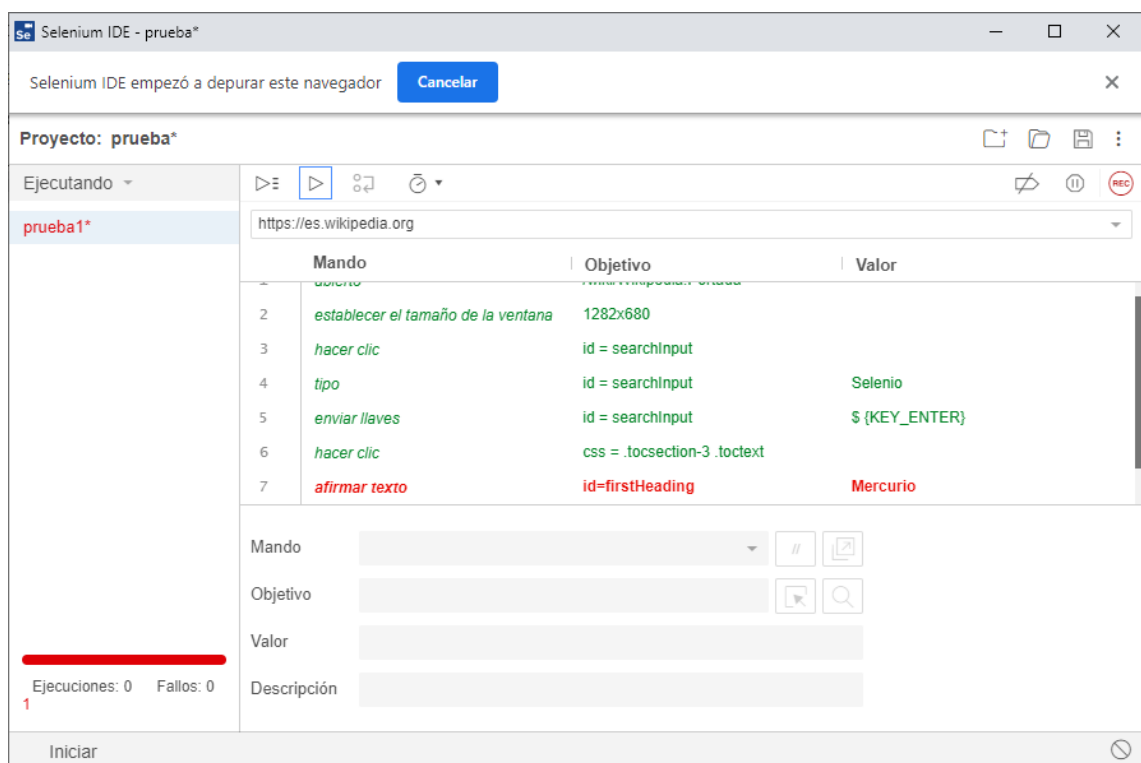 Se Selenium IDE - prueba*
Selenium IDE empezó a depurar este navegador Cancelar
Proyecto: prueba*
Ejecutando
REC
prueba1*
https://es.wikipedia.org
Mando Objetivo Valor
2 establecer el tamaño de la ventana 1282x680
3 hacer clic id = searchInput
4 tipo id = searchInput Selenio
5 enviar llaves id = searchInput $ {KEY_ENTER}
6 hacer clic css = .tocsection-3 .toctext
7 afirmar texto id=firstHeading Mercurio
Mando //
Objetivo
Valor
Descripción
Ejecuciones: 0 Fallos: 0
1
Iniciar